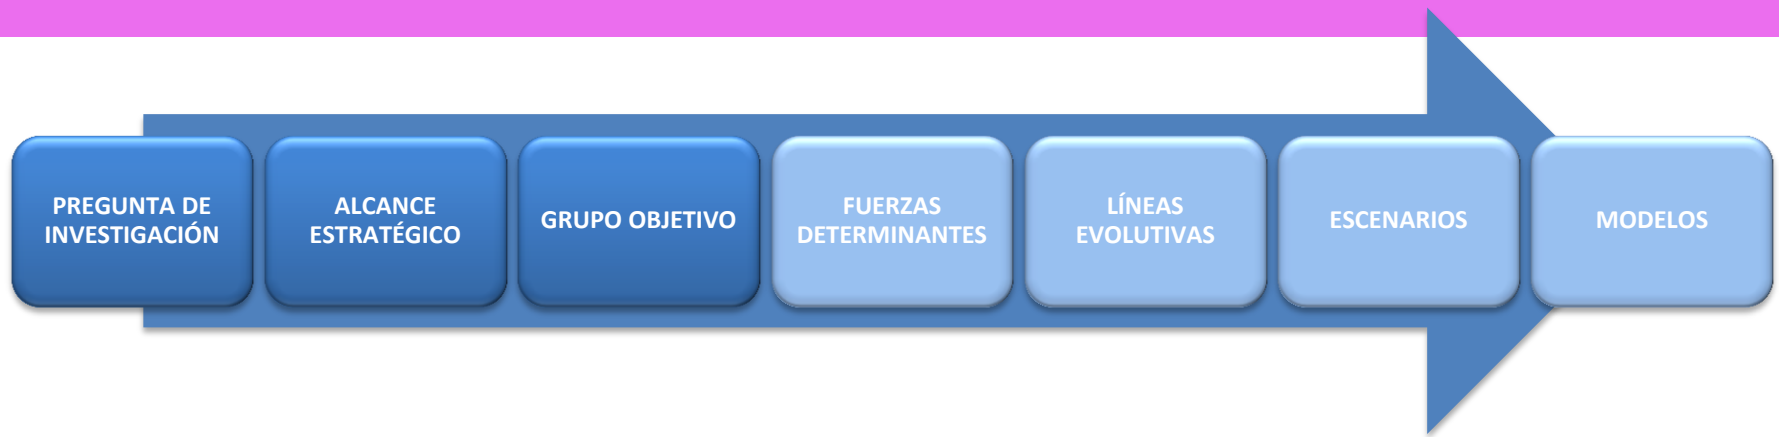 PREGUNTA DE
INVESTIGACIÓN
ALCANCE
ESTRATÉGICO
GRUPO OBJETIVO
FUERZAS
DETERMINANTES
LÍNEAS
EVOLUTIVAS
ESCENARIOS
MODELOS